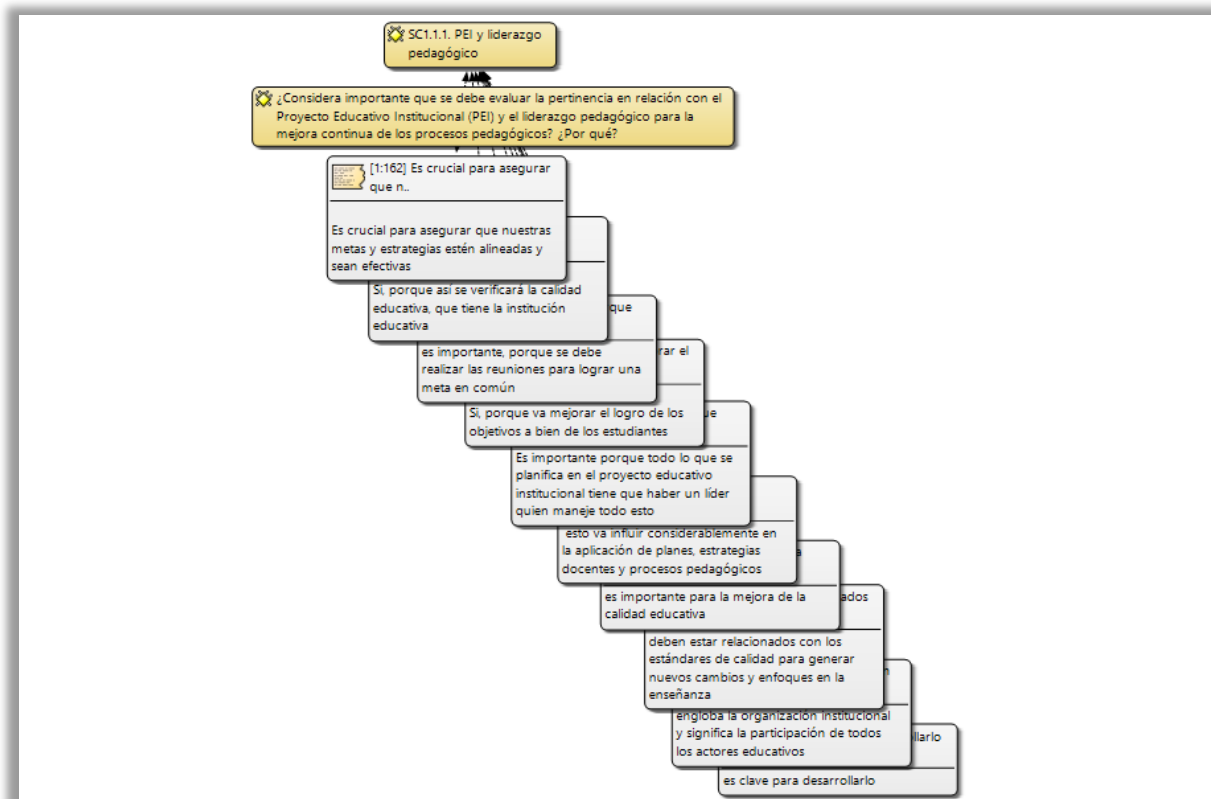 SC1.1.1. PEI y liderazgo
pedagógico
¿Considera importante que se debe evaluar la pertinencia en relación con el
Proyecto Educativo Institucional (PEI) y el liderazgo pedagógico para la
mejora continua de los procesos pedagógicos? ¿Por qué?
[1:162] Es crucial para asegurar
que n..
Es crucial para asegurar que nuestras
metas y estrategias estén alineadas y
sean efectivas
Si, porque así se verificará la calidad
educativa, que tiene la institución
educativa
que
es importante, porque se debe
realizar las reuniones para lograr una
meta en común
rar el
Si, porque va mejorar el logro de los
objetivos a bien de los estudiantes
ue
Es importante porque todo lo que se
planifica en el proyecto educativo
institucional tiene que haber un líder
quien maneje todo esto
esto va influir considerablemente en
la aplicación de planes, estrategias
docentes y procesos pedagógicos
a
es importante para la mejora de la
calidad educativa
ados
deben estar relacionados con los
estándares de calidad para generar
nuevos cambios y enfoques en la
enseñanza
n
engloba la organización institucional
y significa la participación de todos
los actores educativos
llarlo
es clave para desarrollarlo